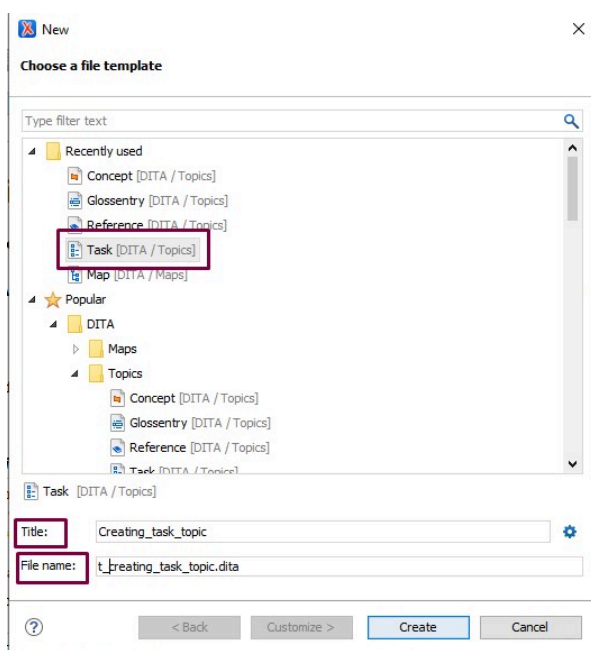 New
Choose a file template
Type filter text
Recently used
Concept [DITA / Topics]
Glossentry [DITA / Topics]
Reference [DITA / Topics]
Task [DITA / Topics]
Map [DITA / Maps]
Popular
DITA
Maps
Topics
Concept [DITA / Topics]
Glossentry [DITA / Topics]
Reference [DITA / Topics]
Task [DITA / Topics]
Task [DITA / Topics]
Title: Creating_task_topic
File name: t_creating_task_topic.dita
? < Back Customize > Create Cancel